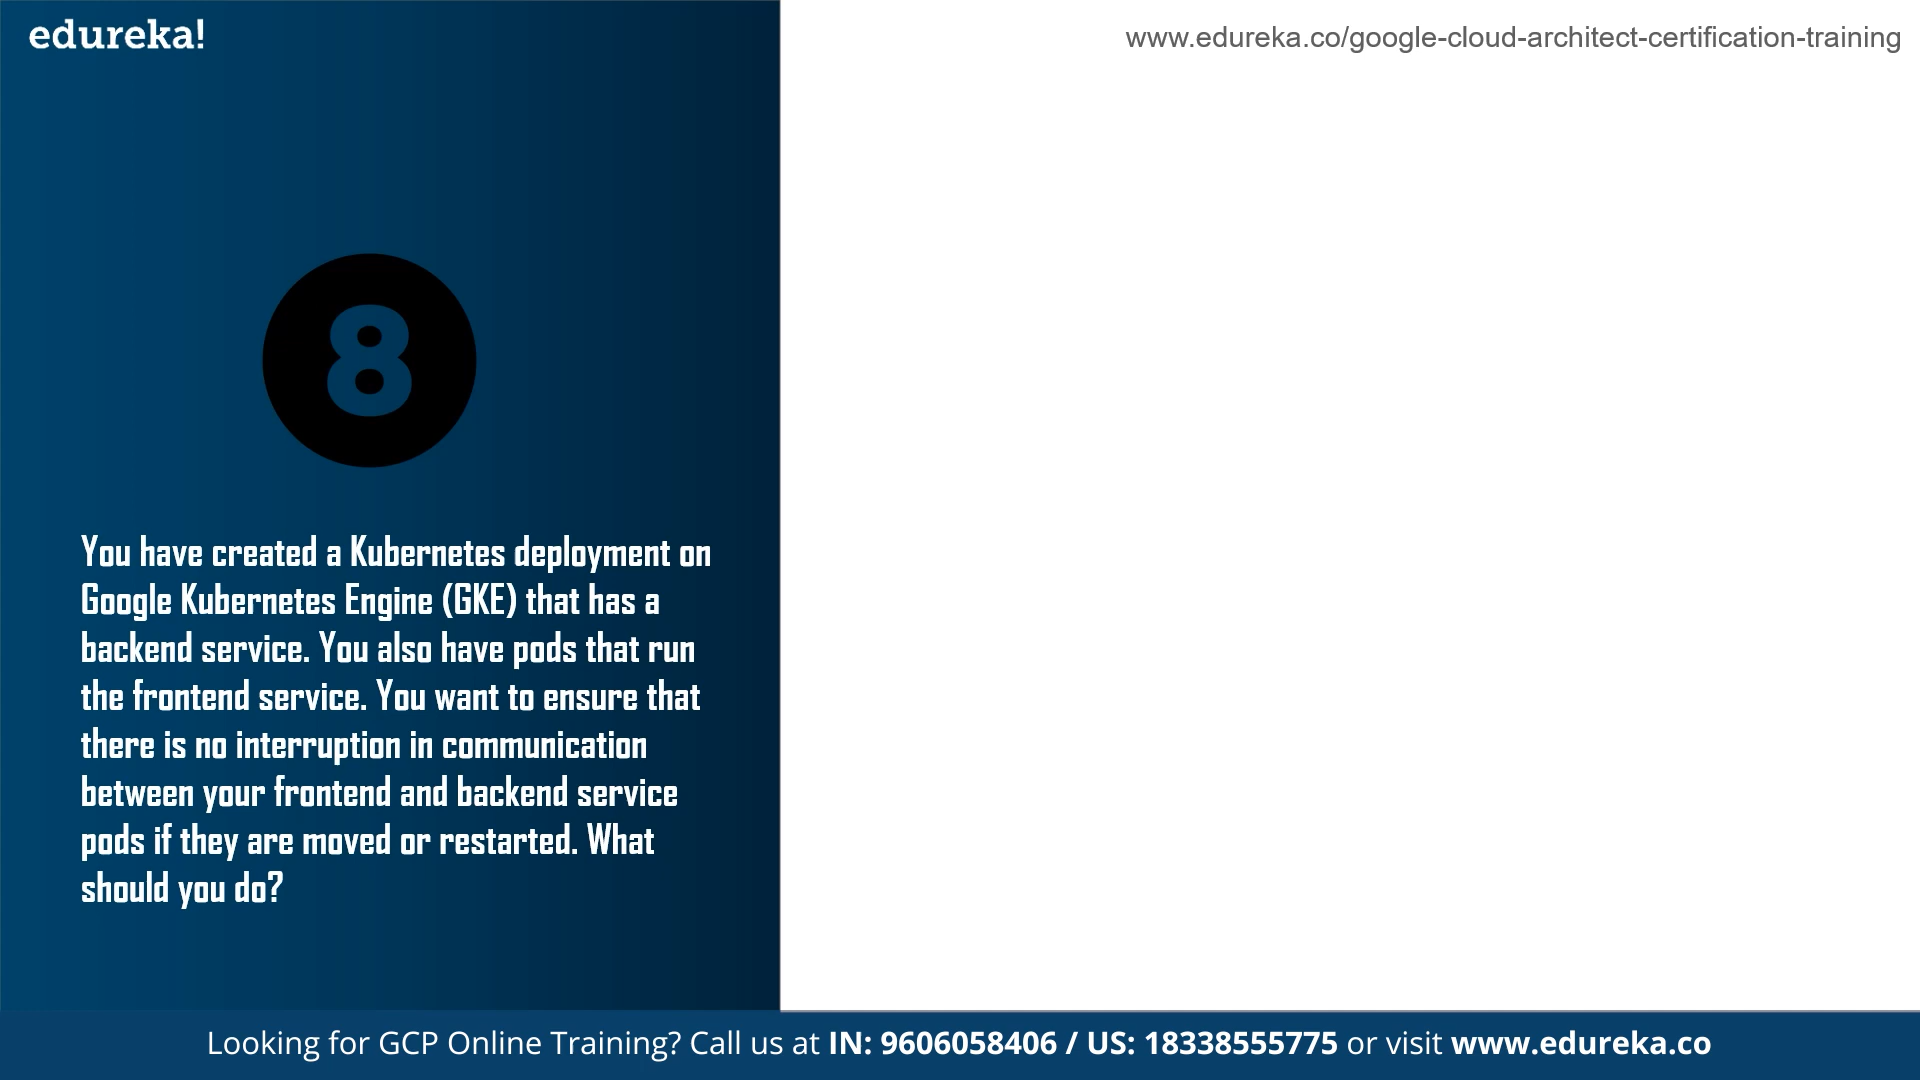 edureka!
www.edureka.co/google-cloud-architect-certification-training
8
You have created a Kubernetes deployment on
Google Kubernetes Engine (GKE) that has a
backend service. You also have pods that run
the frontend service. You want to ensure that
there is no interruption in communication
between your frontend and backend service
pods if they are moved or restarted. What
should you do?
Looking for GCP Online Training? Call us at IN: 9606058406 / US: 18338555775 or visit www.edureka.co